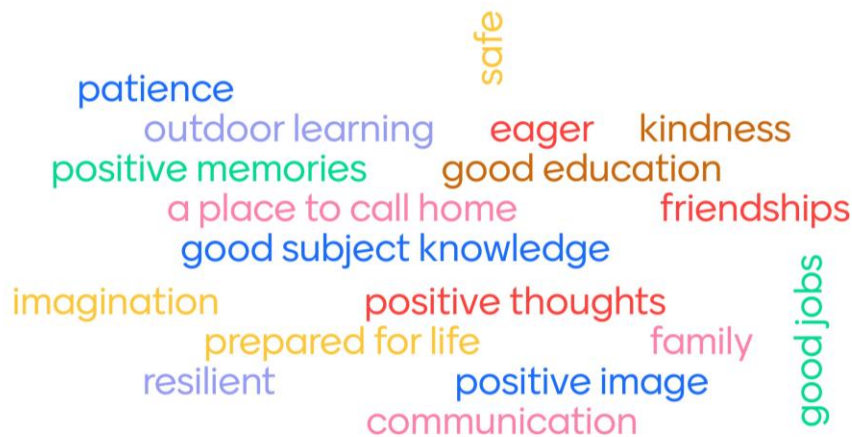 safe
patience
outdoor learning
eager
kindness
positive memories
good education
a place to call home
friendships
good subject knowledge
good jobs
imagination
positive thoughts
prepared for life
family
resilient
positive image
communication